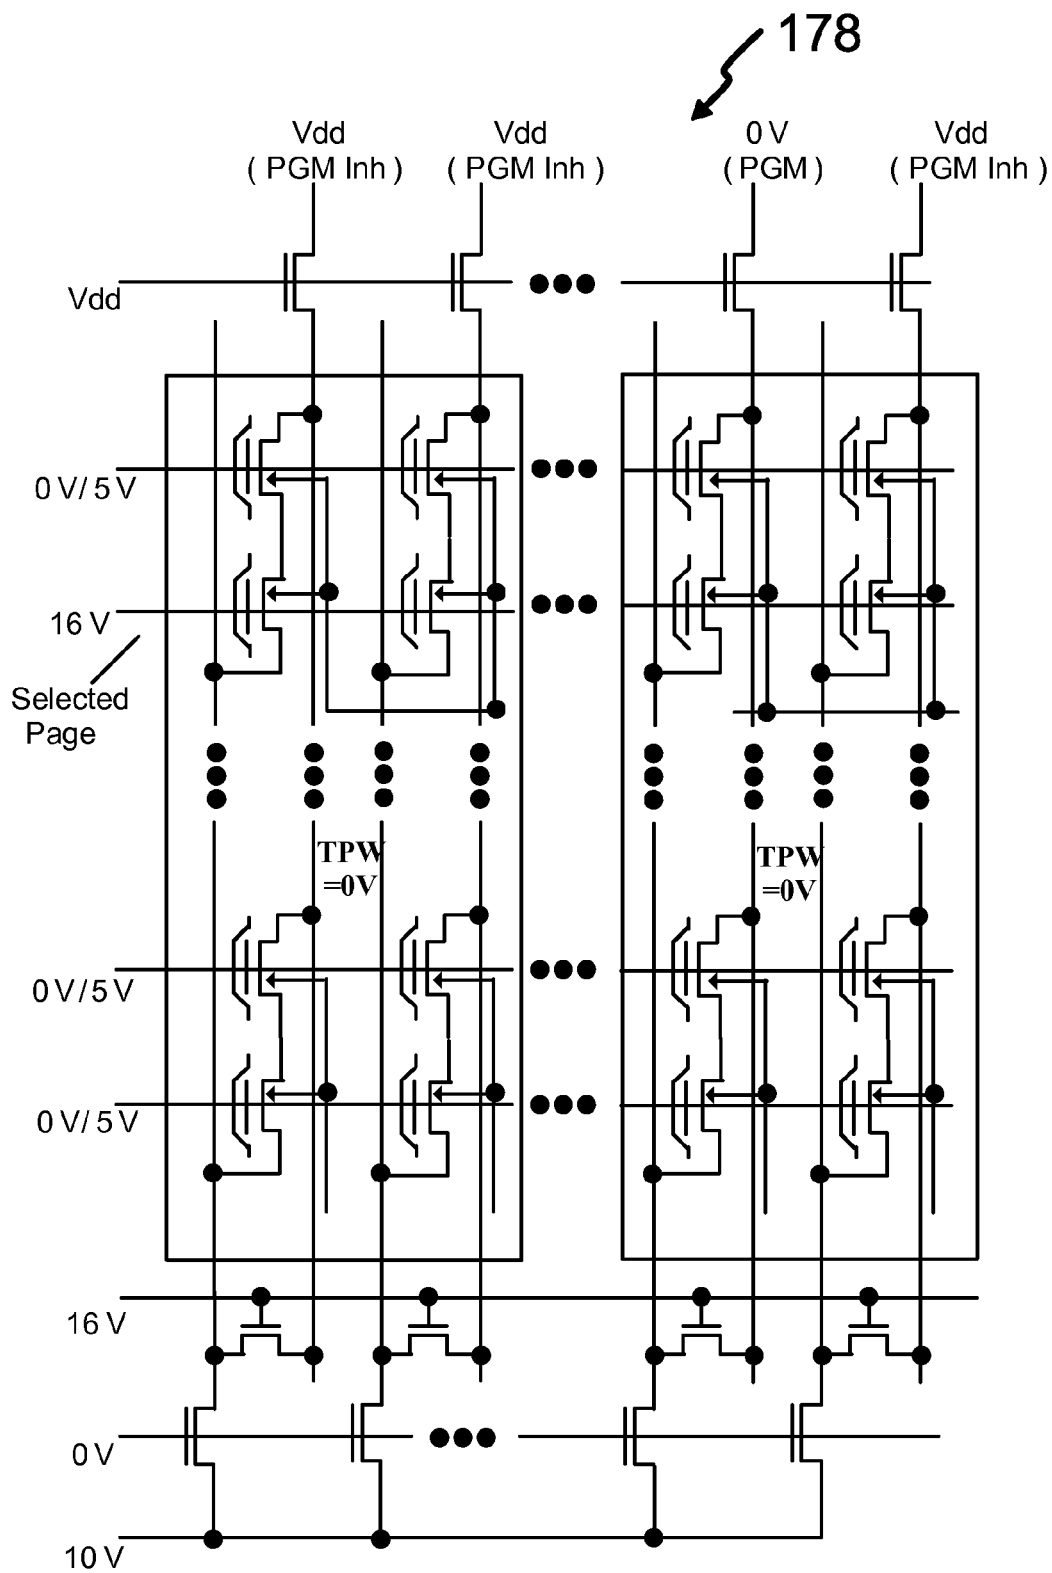 178
Vdd
( PGM Inh )
Vdd
( PGM Inh )
0 V
( PGM )
Vdd
( PGM Inh )
Vdd
0 V/ 5 V
16 V
Selected
Page
TPW
=0V
TPW
=0V
0 V/ 5 V
0 V/ 5 V
16 V
0 V
10 V